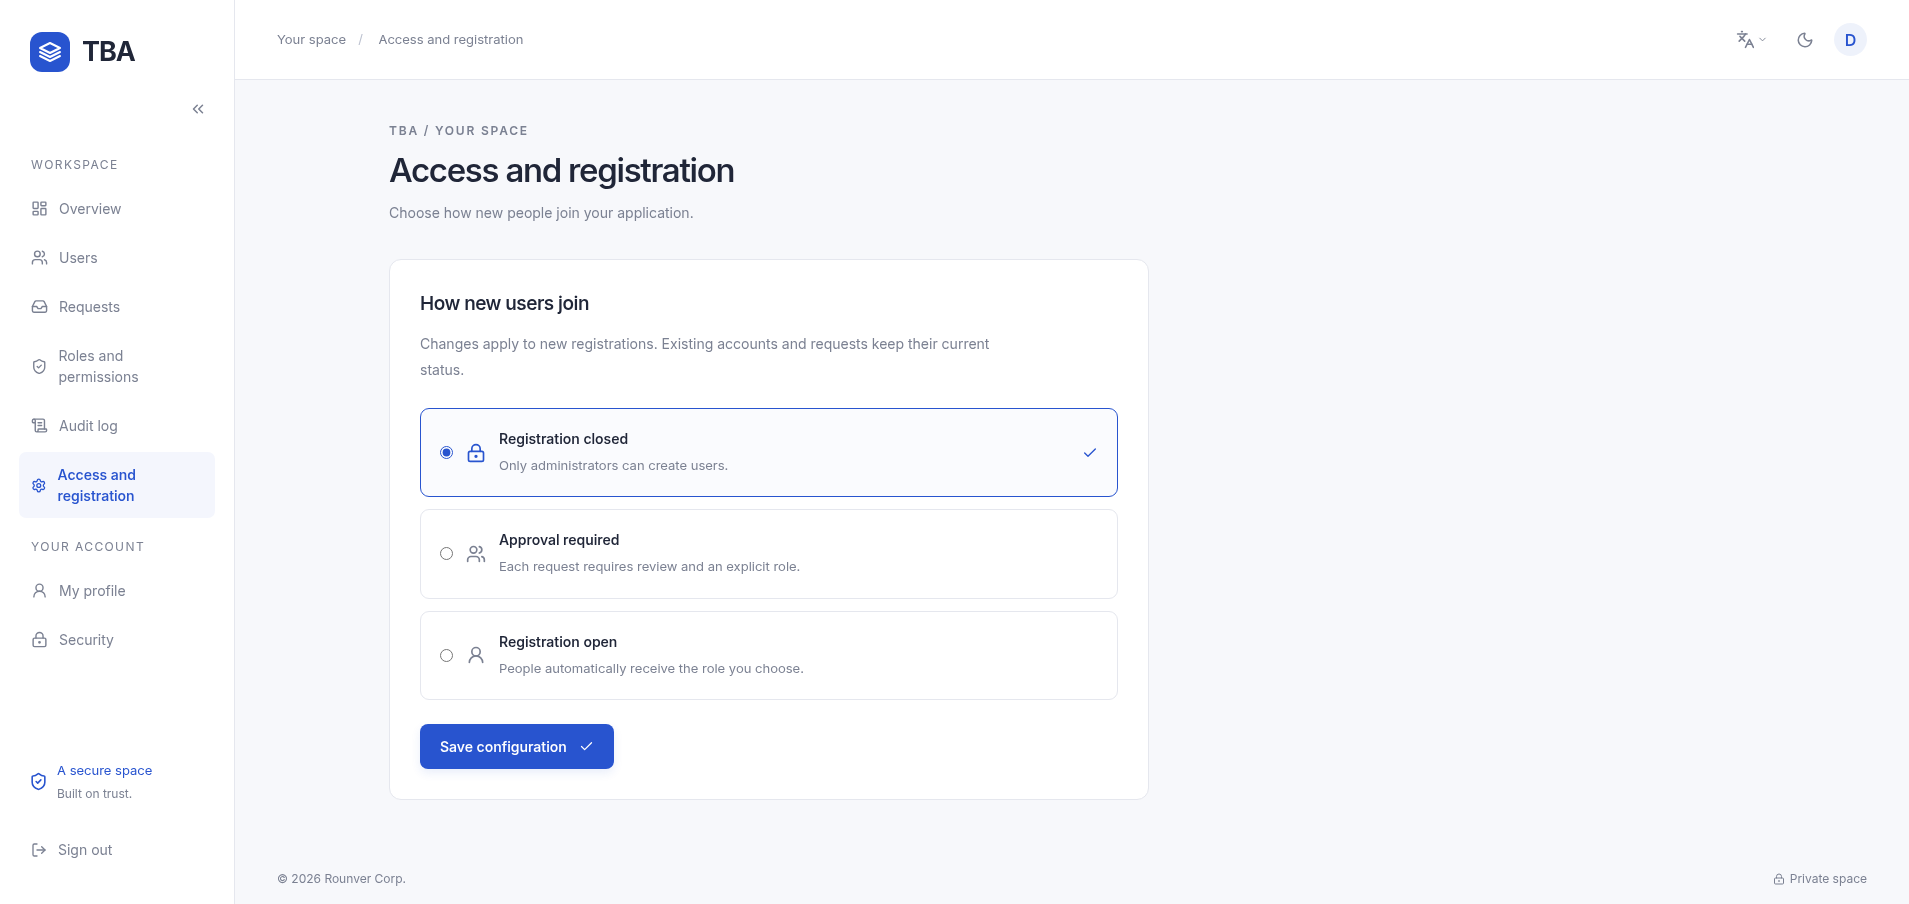 TBA
WORKSPACE
Overview
Users
Requests
Roles and
permissions
Audit log
Access and
registration
YOUR ACCOUNT
My profile
Security
A secure space
Built on trust.
Sign out
Your space / Access and registration
D
TBA / YOUR SPACE
Access and registration
Choose how new people join your application.
How new users join
Changes apply to new registrations. Existing accounts and requests keep their current
status.
Registration closed
Only administrators can create users.
Approval required
Each request requires review and an explicit role.
Registration open
People automatically receive the role you choose.
Save configuration
© 2026 Rounver Corp.
Private space